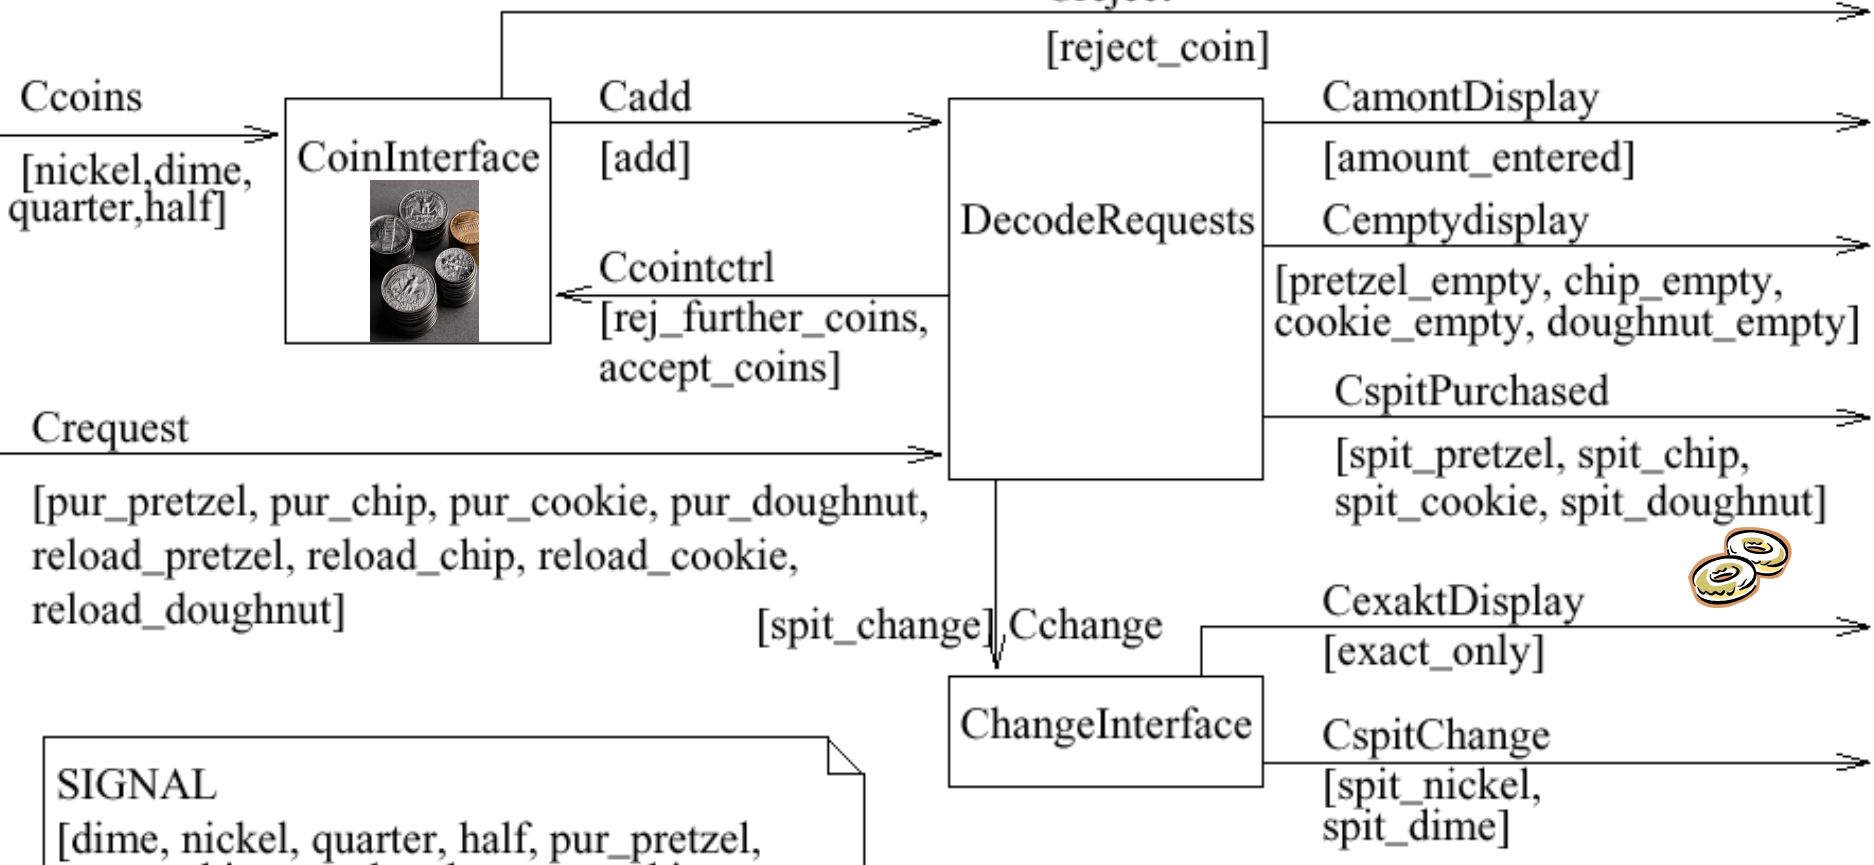 [reject_coin]
Ccoins
[nickel,dime,
quarter,half]
CoinInterface
Cadd
[add]
Ccointctrl
[rej_further_coins,
accept_coins]
DecodeRequests
CamontDisplay
[amount_entered]
Cemptydisplay
[pretzel_empty, chip_empty,
cookie_empty, doughnut_empty]
CspitPurchased
[spit_pretzel, spit_chip,
spit_cookie, spit_doughnut]
Crequest
[pur_pretzel, pur_chip, pur_cookie, pur_doughnut,
reload_pretzel, reload_chip, reload_cookie,
reload_doughnut]
[spit_change] Cchange
CexaktDisplay
[exact_only]
ChangeInterface
CspitChange
[spit_nickel,
spit_dime]
SIGNAL
[dime, nickel, quarter, half, pur_pretzel,